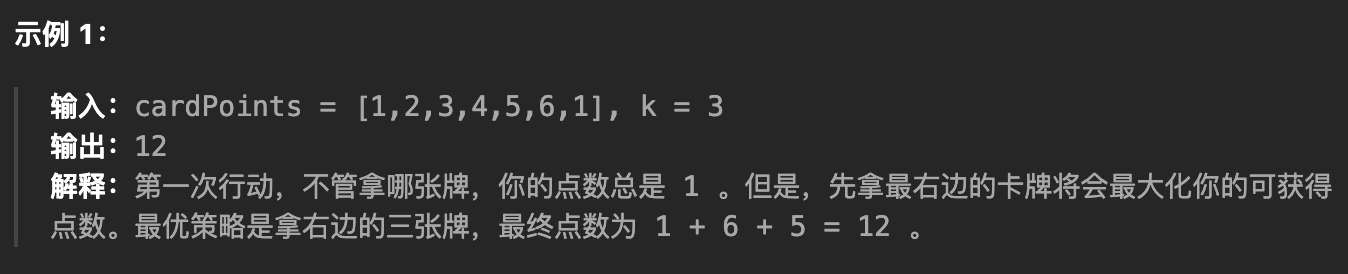 示例 1：
输入：cardPoints = [1,2,3,4,5,6,1], k = 3
输出：12
解释：第一次行动，不管拿哪张牌，你的点数总是 1 。但是，先拿最右边的卡牌将会最大化你的可获得
点数。最优策略是拿右边的三张牌，最终点数为 1 + 6 + 5 = 12 。